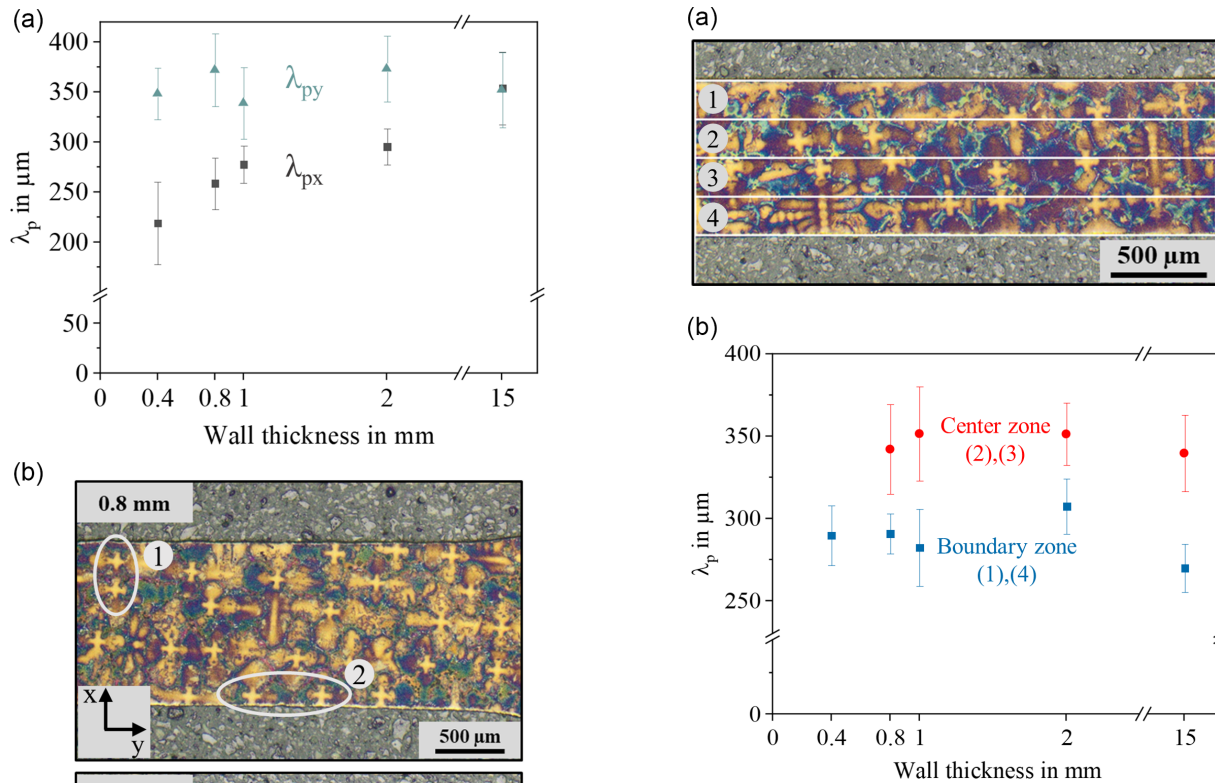 (a)
400
350
300
250
200
50
0
λp in µm
λpy
λpx
0
0.4
0.8
1
2
15
Wall thickness in mm
(b)
0.8 mm
1
2
x
y
500 µm
(a)
1
2
3
4
500 µm
(b)
400
350
300
250
0
λp in µm
Center zone
(2),(3)
Boundary zone
(1),(4)
0
0.4
0.8
1
2
15
Wall thickness in mm